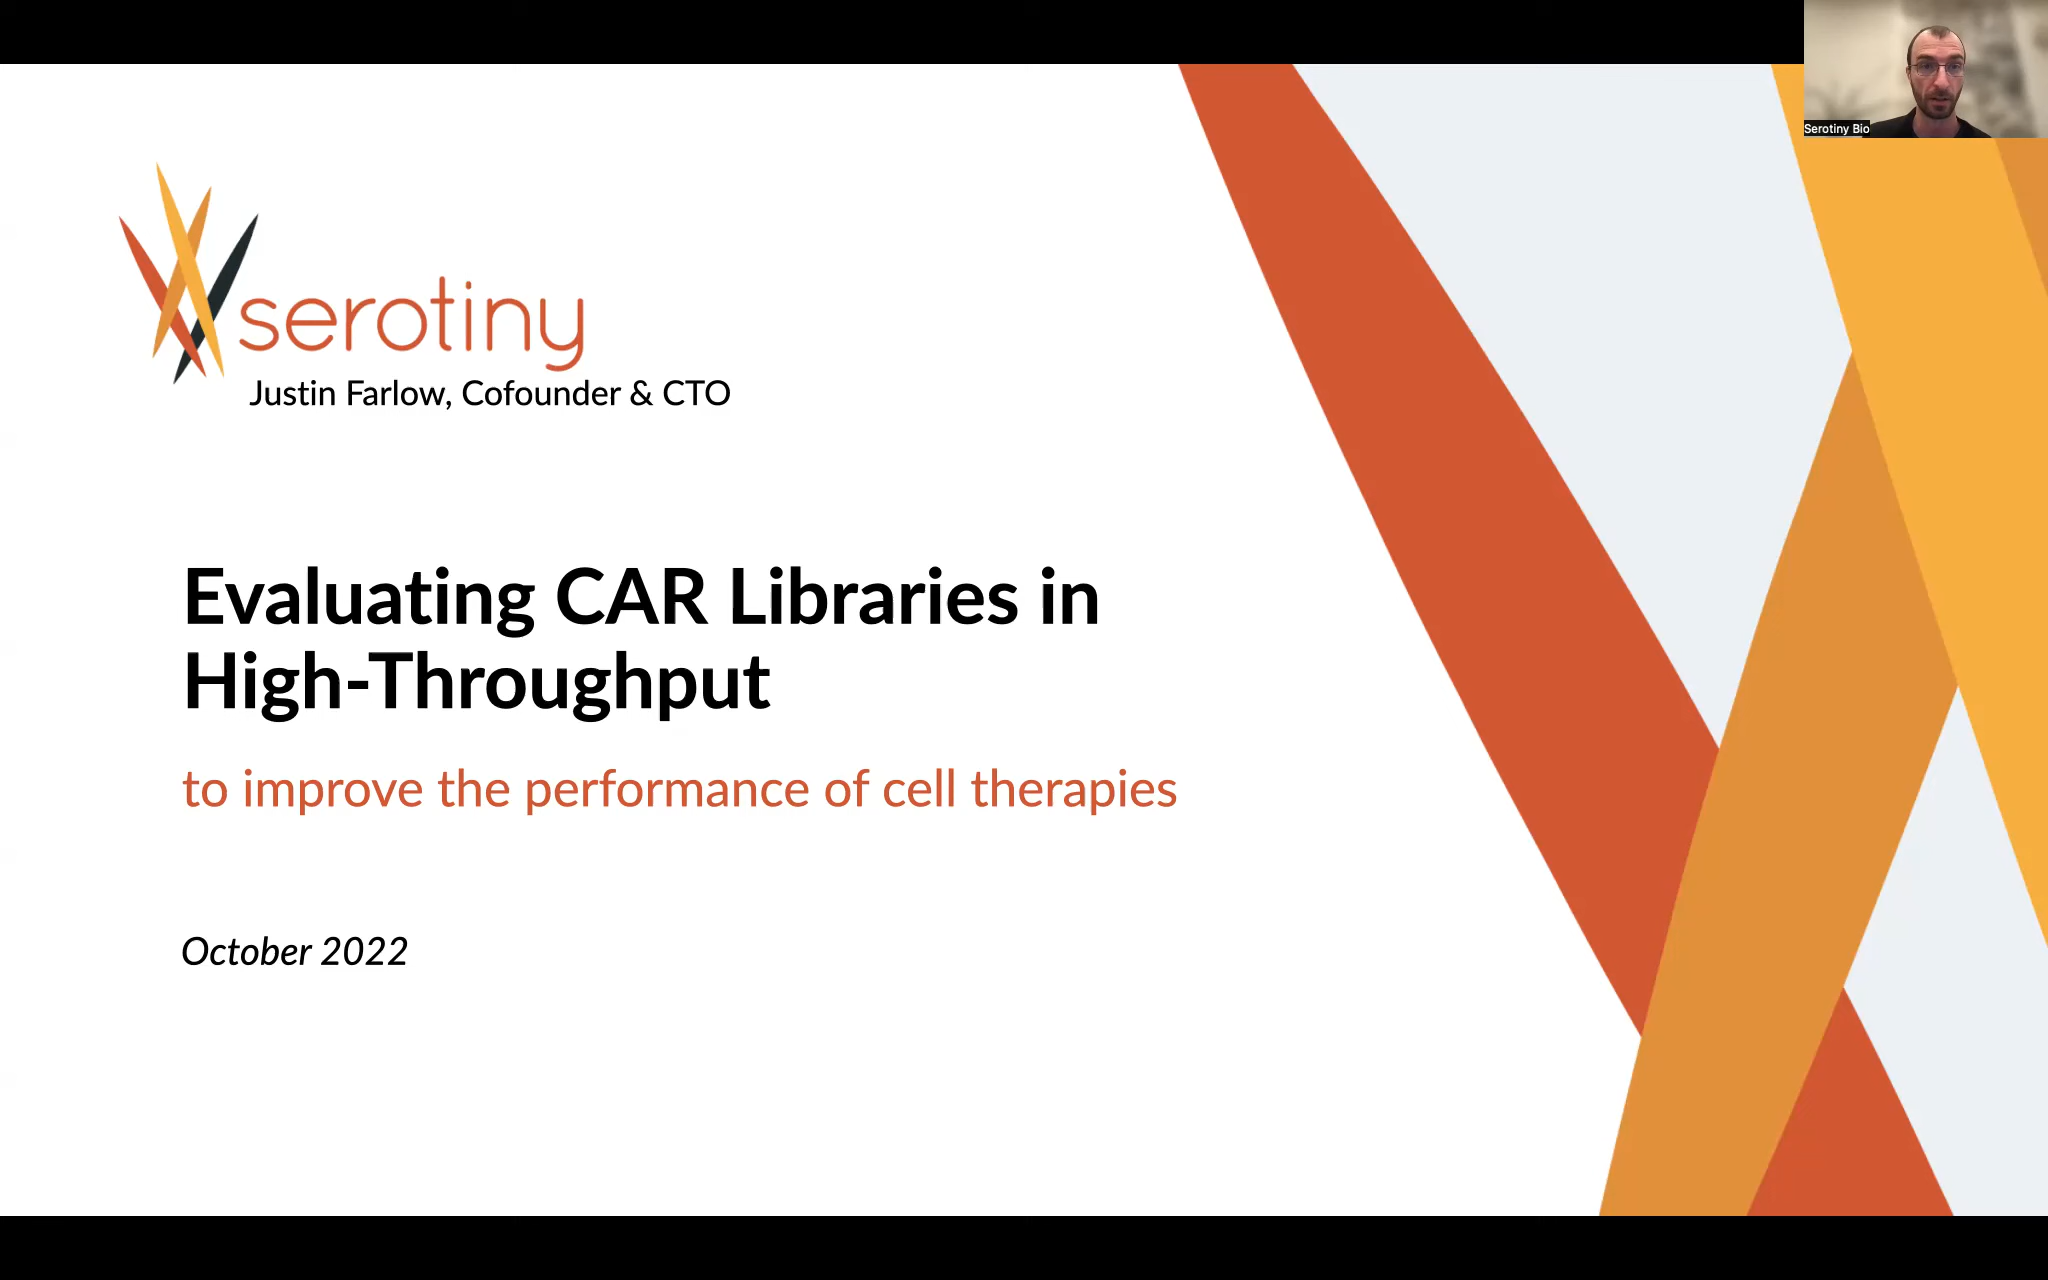 Serotiny Bio
serotiny
Justin Farlow, Cofounder & CTO
Evaluating CAR Libraries in
High-Throughput
to improve the performance of cell therapies
October 2022